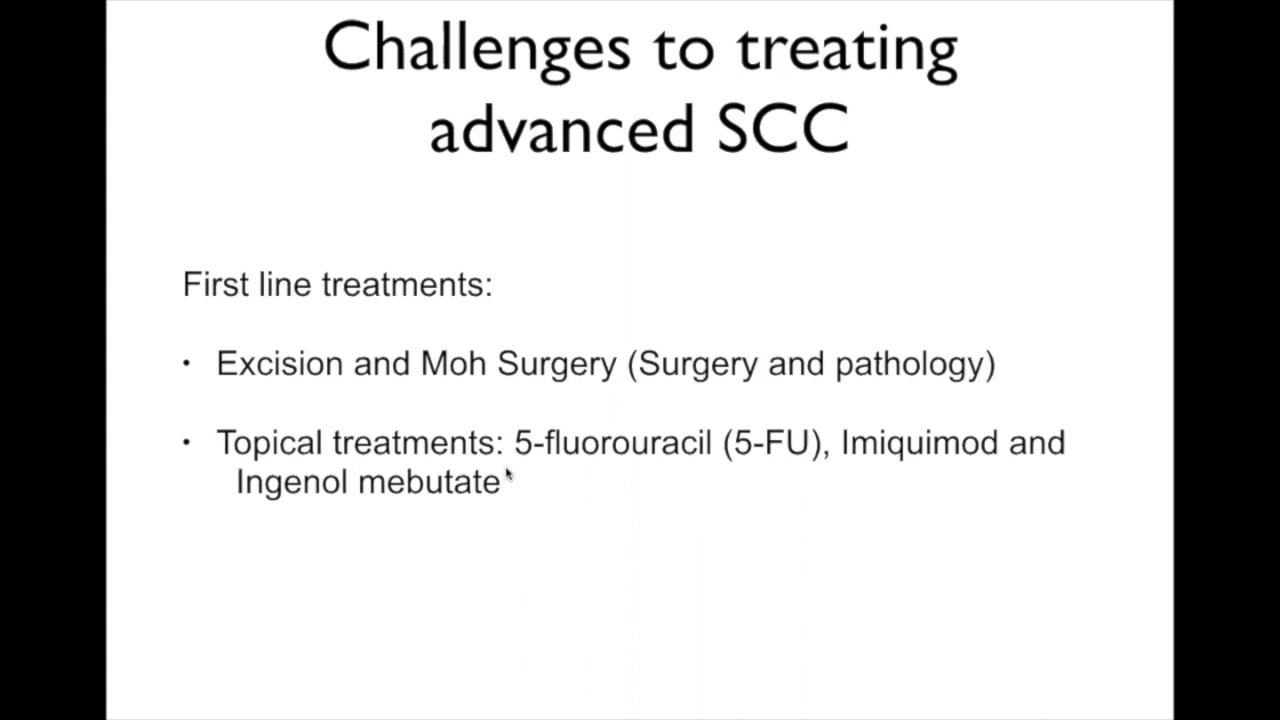 Challenges to treating
advanced SCC
First line treatments:
• Excision and Moh Surgery (Surgery and pathology)
• Topical treatments: 5-fluorouracil (5-FU), Imiquimod and
Ingenol mebutate